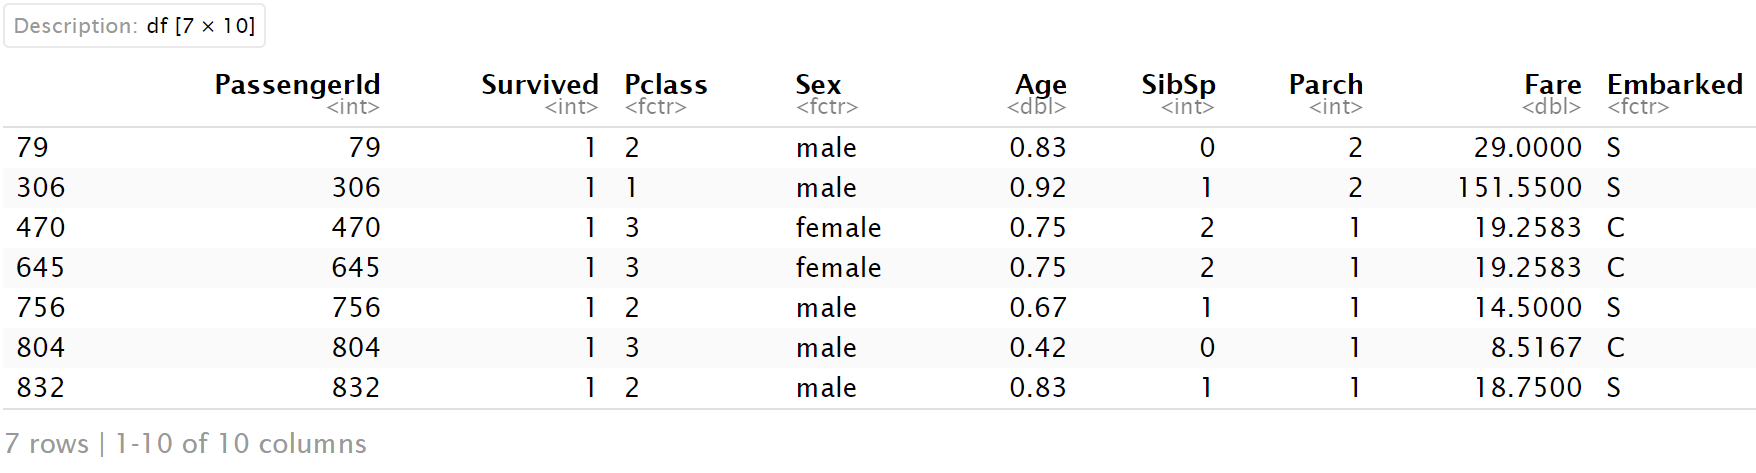 Description: df [7 × 10]
PassengerId Survived Pclass Sex Age SibSp Parch Fare Embarked
<int> <int> <fctr> <fctr> <dbl> <int> <int> <dbl> <fctr>
79 79 1 2 male 0.83 0 2 29.0000 S
306 306 1 1 male 0.92 1 2 151.5500 S
470 470 1 3 female 0.75 2 1 19.2583 C
645 645 1 3 female 0.75 2 1 19.2583 C
756 756 1 2 male 0.67 1 1 14.5000 S
804 804 1 3 male 0.42 0 1 8.5167 C
832 832 1 2 male 0.83 1 1 18.7500 S
7 rows | 1-10 of 10 columns